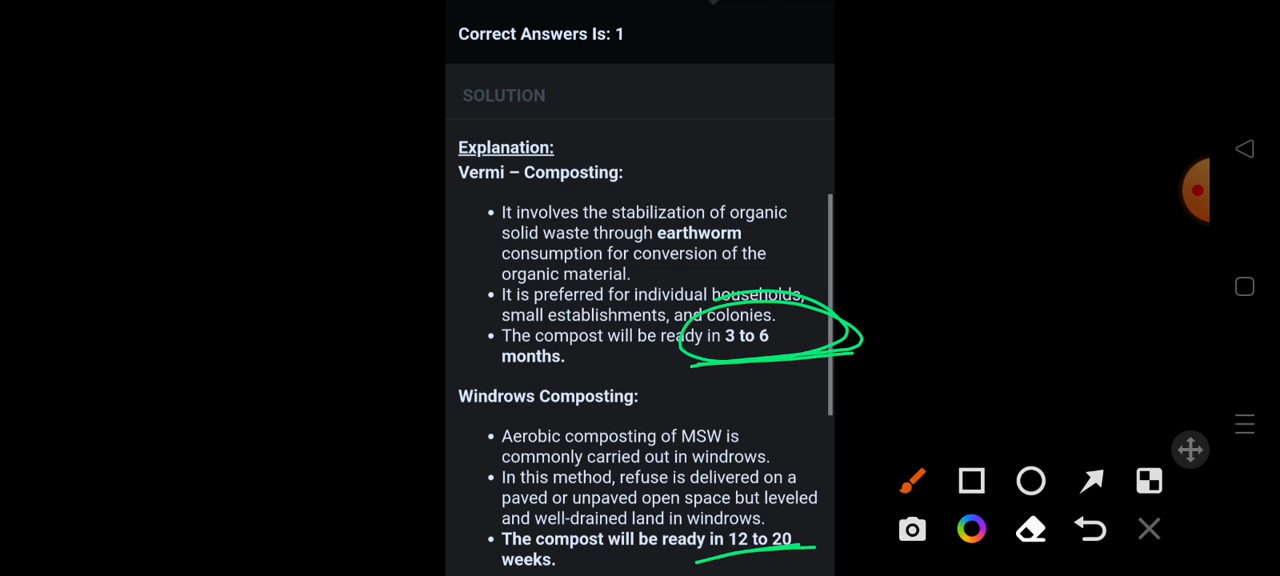 Correct Answers Is: 1
SOLUTION
Explanation:
Vermi – Composting:
• It involves the stabilization of organic
solid waste through earthworm
consumption for conversion of the
organic material.
• It is preferred for individual households,
small establishments, and colonies.
• The compost will be ready in 3 to 6
months.
Windrows Composting:
• Aerobic composting of MSW is
commonly carried out in windrows.
• In this method, refuse is delivered on a
paved or unpaved open space but leveled
and well-drained land in windrows.
• The compost will be ready in 12 to 20
weeks.